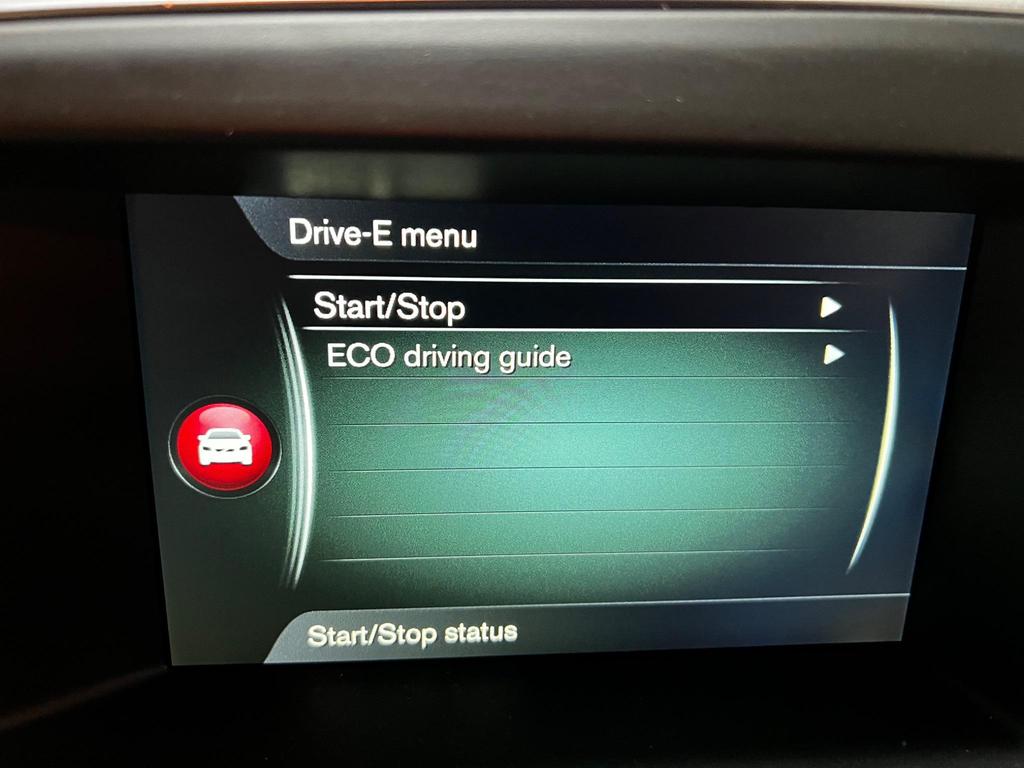 Drive-E menu
Start/Stop
ECO driving guide
Start/Stop status